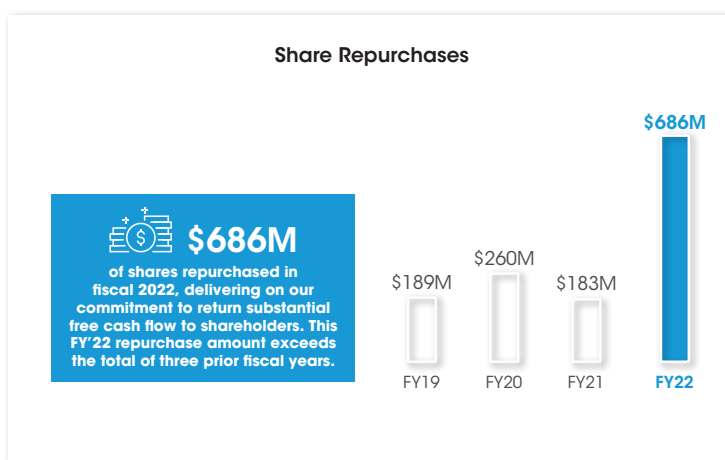 Share Repurchases
$686M
$686M
of shares repurchased in
fiscal 2022, delivering on our
commitment to return substantial
free cash flow to shareholders. This
FY’22 repurchase amount exceeds
the total of three prior fiscal years.
$189M
$260M
$183M
FY19
FY20
FY21
FY22